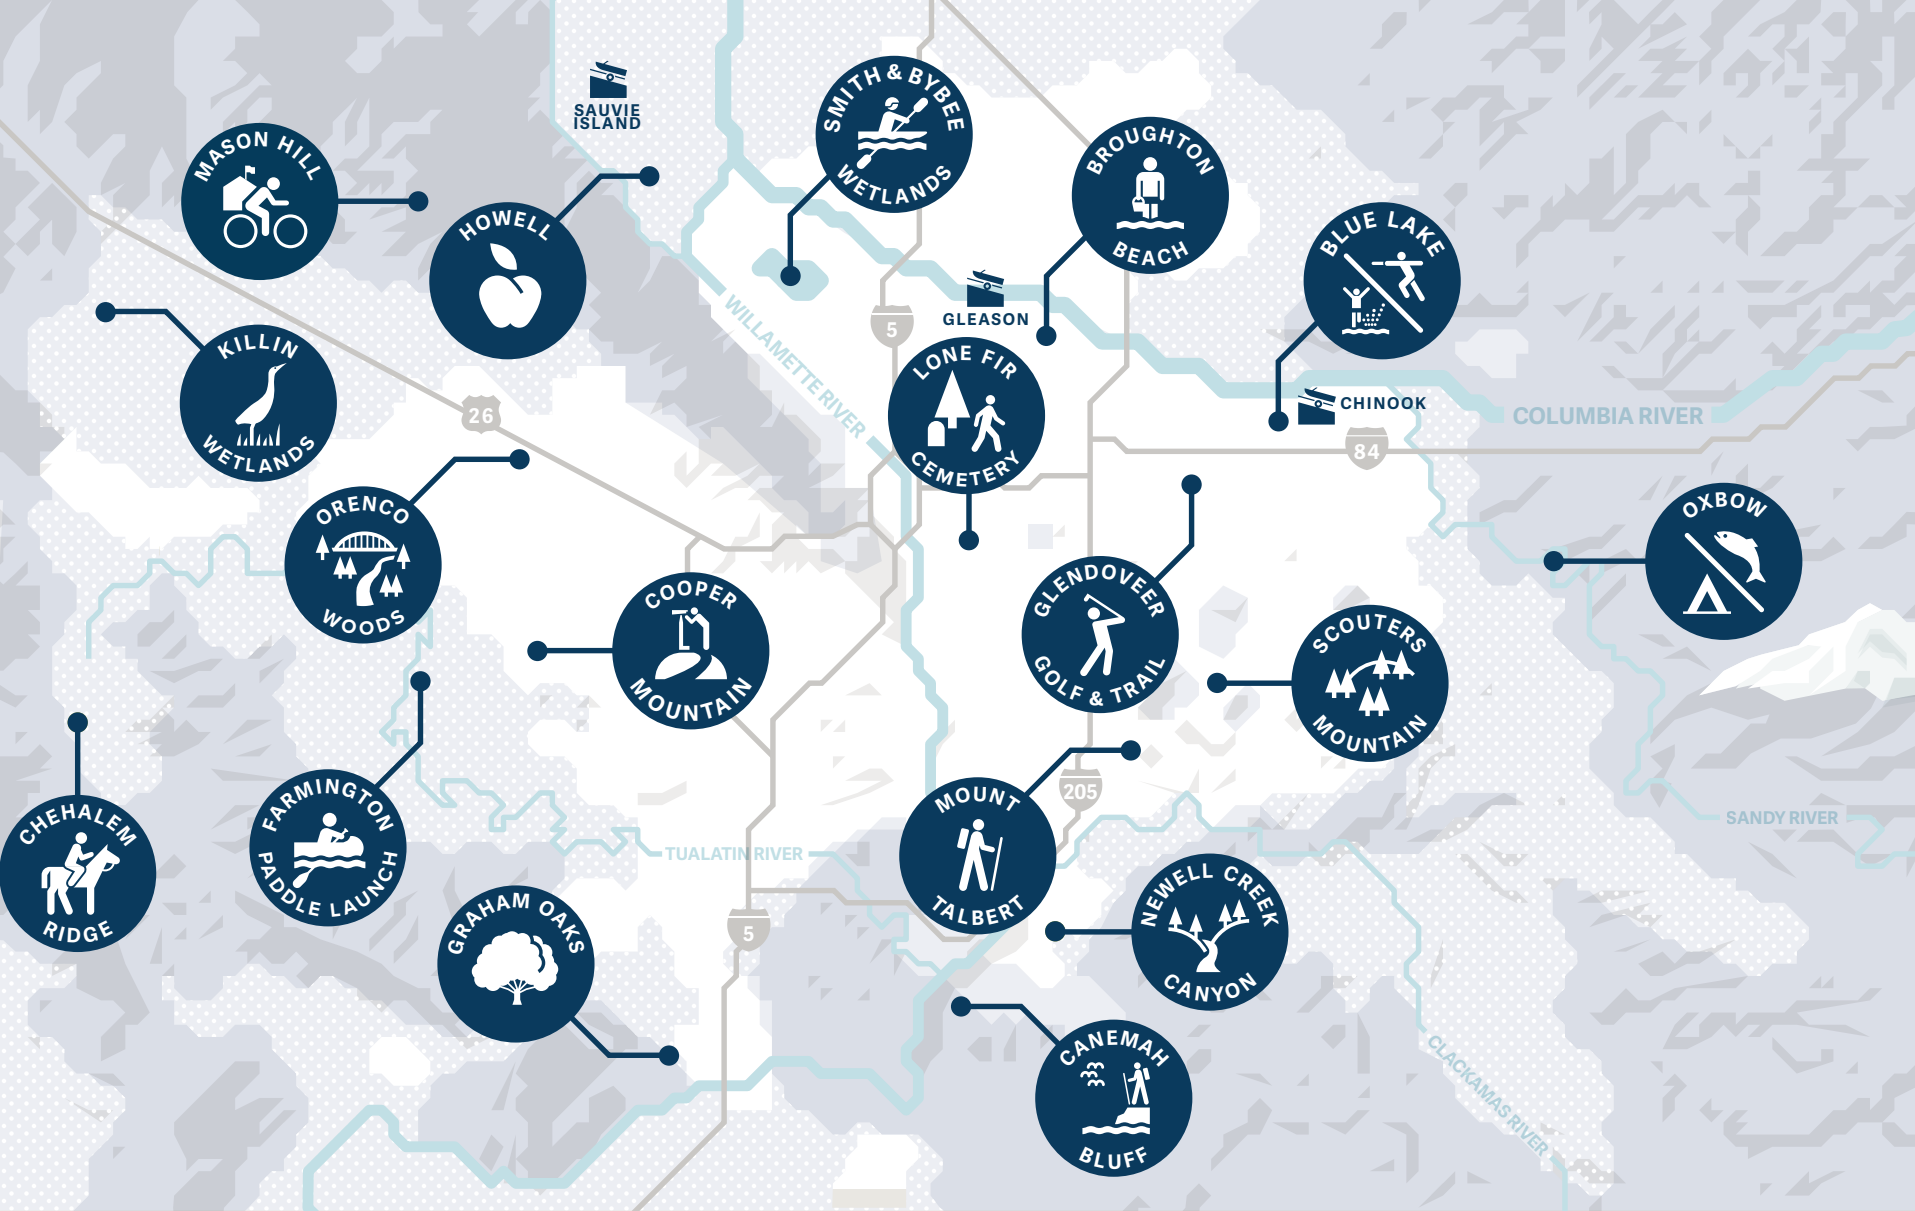 SAUVIE
ISLAND
SMITH & BYBEE
WETLANDS
MASON HILL
BROUGHTON
BEACH
HOWELL
BLUE LAKE
GLEASON
5
WILLAMETTE RIVER
KILLIN
WETLANDS
LONE FIR
CEMETERY
26
CHINOOK
COLUMBIA RIVER
84
ORENCO
WOODS
OXBOW
COOPER
MOUNTAIN
GLENDOVEER
GOLF & TRAIL
SCOUTERS
MOUNTAIN
205
SANDY RIVER
CHEHALEM
RIDGE
FARMINGTON
PADDLE LAUNCH
MOUNT
TALBERT
TUALATIN RIVER
GRAHAM OAKS
5
NEWELL CREEK
CANYON
CANEMAH
BLUFF
CLACKAMAS RIVER